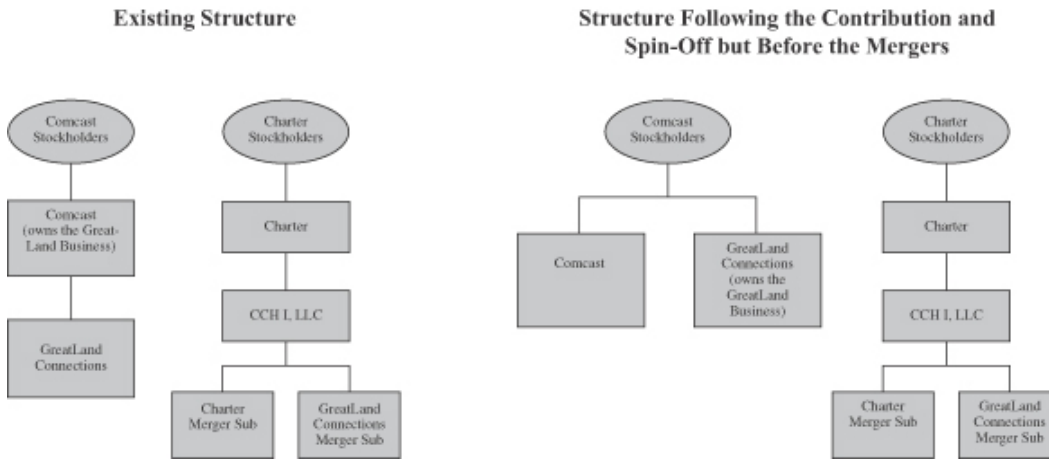 Existing Structure
Comcast
Stockholders
Charter
Stockholders
Comcast
(owns the Great-
Land Business)
Charter
GreatLand
Connections
CCH I, LLC
Charter
Merger Sub
GreatLand
Connections
Merger Sub
Structure Following the Contribution and
Spin-Off but Before the Mergers
Comcast
Stockholders
Charter
Stockholders
Comcast
GreatLand
Connections
(owns the
GreatLand
Business)
Charter
CCH I, LLC
Charter
Merger Sub
GreatLand
Connections
Merger Sub